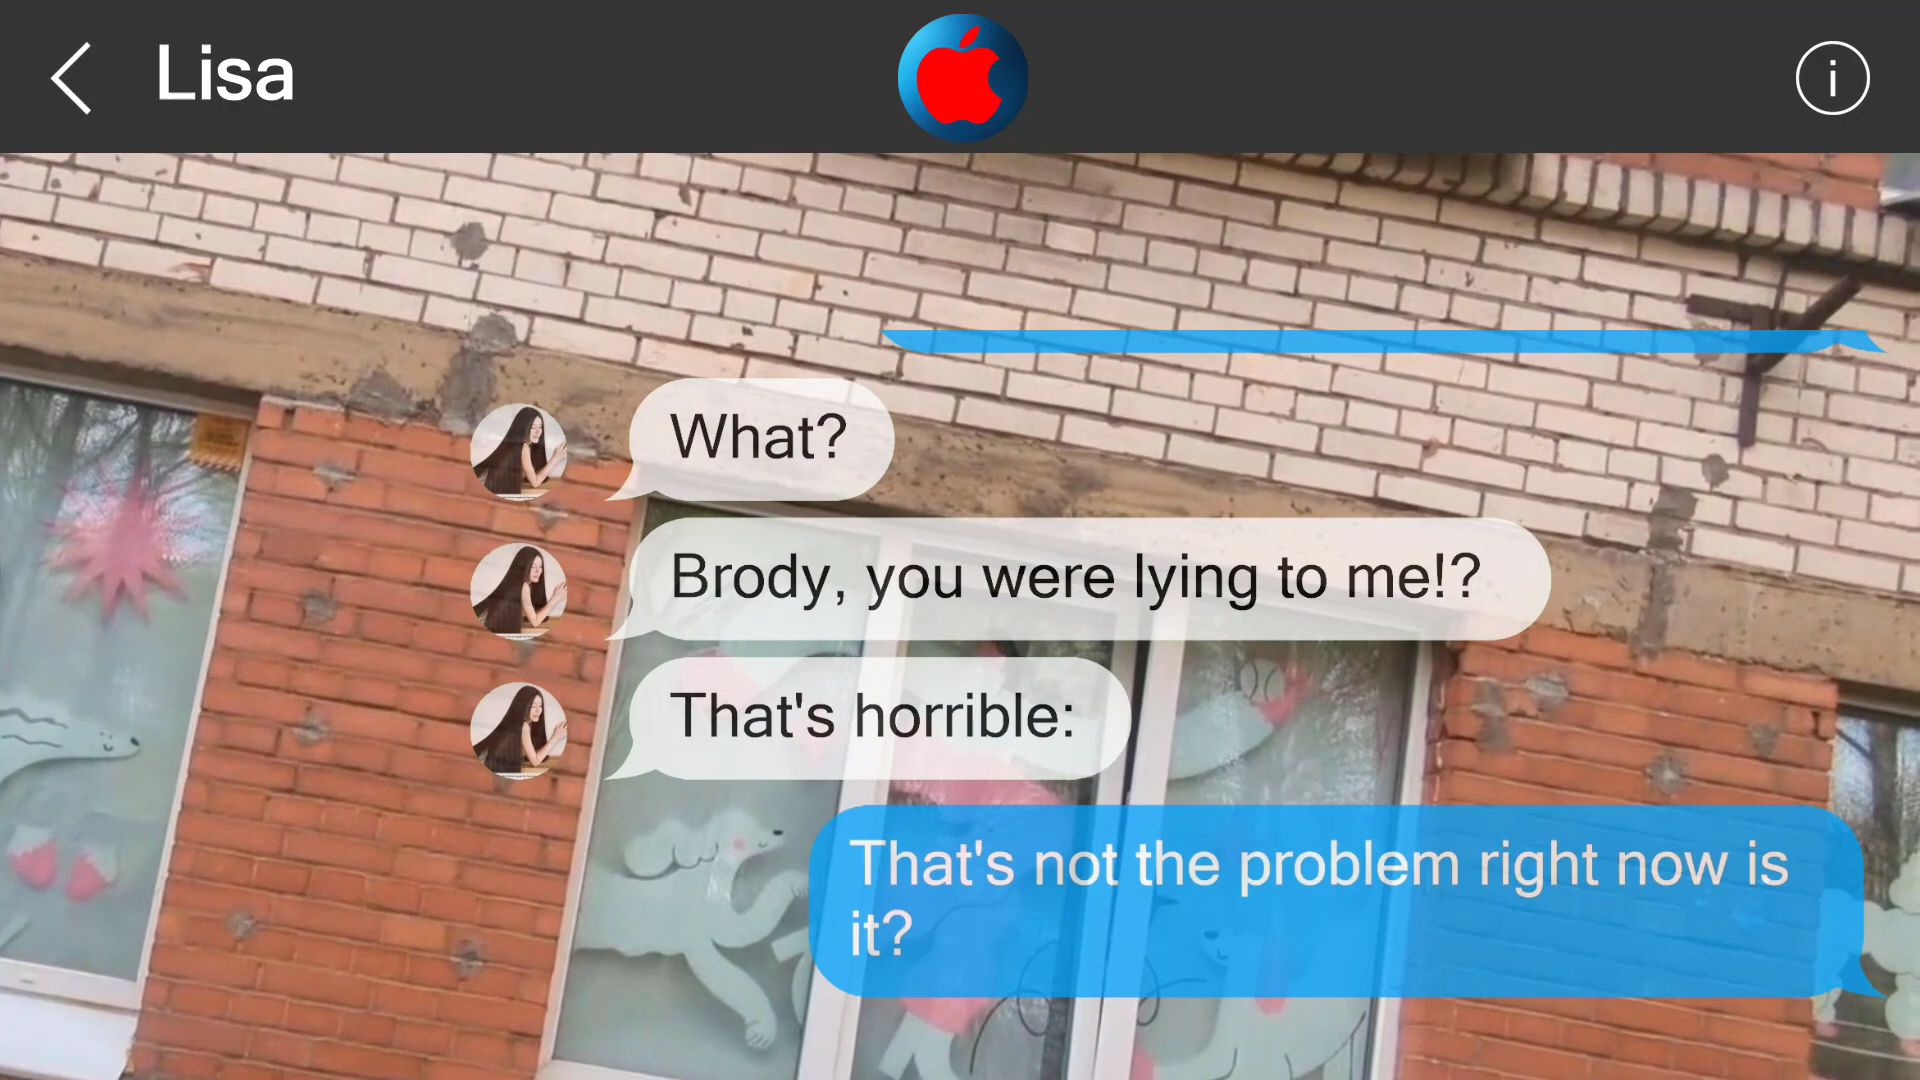 Lisa
i
What?
Brody, you were lying to me!?
That's horrible:
That's not the problem right now is
it?